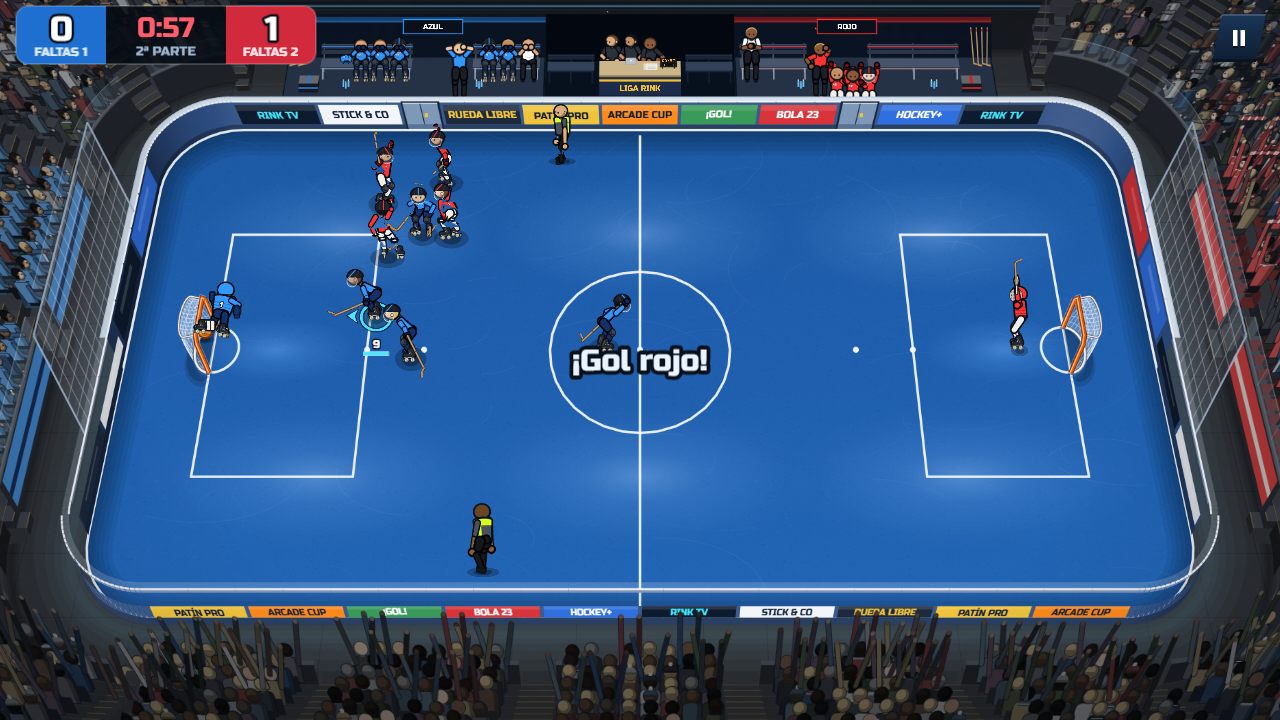 0
FALTAS 1
0:57
2ª PARTE
1
FALTAS 2
AZUL
ROJO
LIGA RINK
RINK TV
STICK & CO
RUEDA LIBRE
PATÍN PRO
ARCADE CUP
¡GOL!
BOLA 23
HOCKEY+
RINK TV
1
9
¡Gol rojo!
PATÍN PRO
ARCADE CUP
¡GOL!
BOLA 23
HOCKEY+
RINK TV
STICK & CO
RUEDA LIBRE
PATÍN PRO
ARCADE CUP